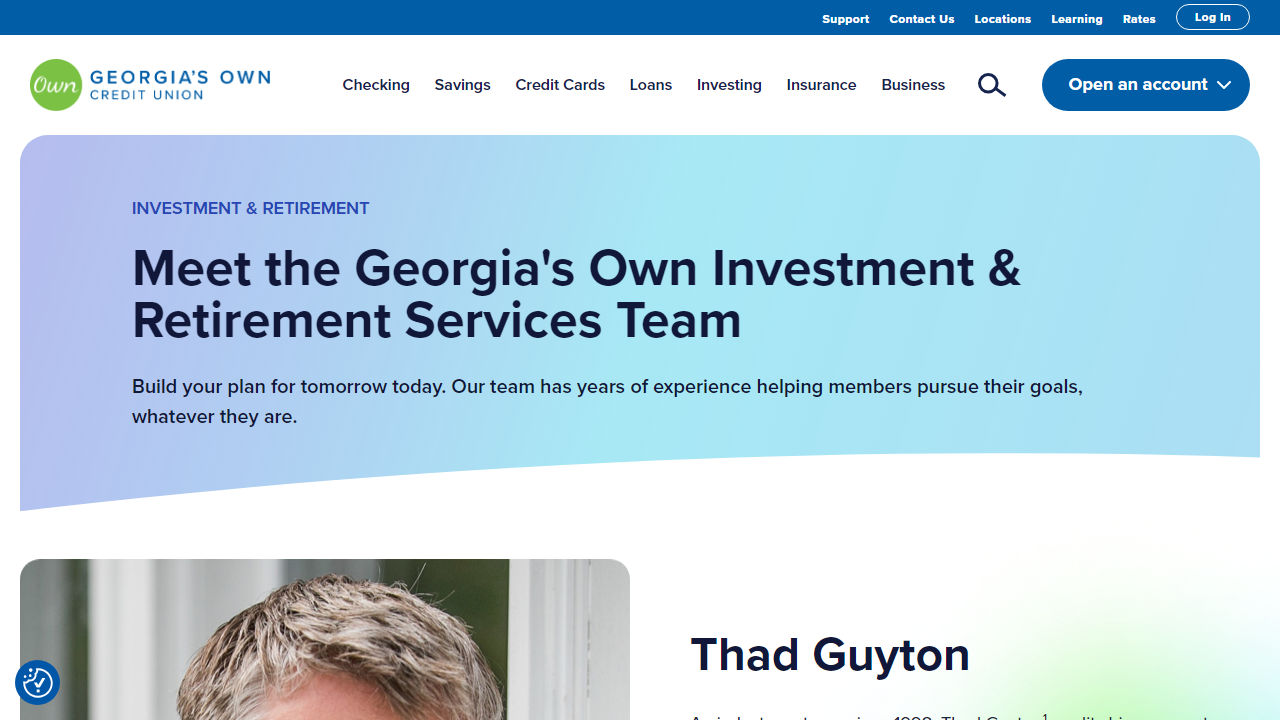 Support Contact Us Locations Learning Rates Log In
Own GEORGIA'S OWN
CREDIT UNION
Checking Savings Credit Cards Loans Investing Insurance Business Open an account
INVESTMENT & RETIREMENT
Meet the Georgia's Own Investment &
Retirement Services Team
Build your plan for tomorrow today. Our team has years of experience helping members pursue their goals,
whatever they are.
Thad Guyton